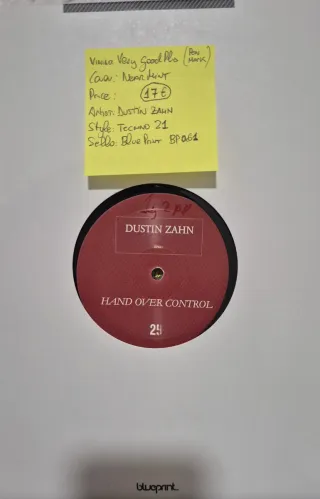 Vinilo: Very Good Plus (Pen Mark)
Cover: Near Mint
Price: 17€
Artist: DUSTIN ZAHN
Style: TECHNO 21
Sello: BluePrint BP061
DUSTIN ZAHN
HAND OVER CONTROL
25
blueprint